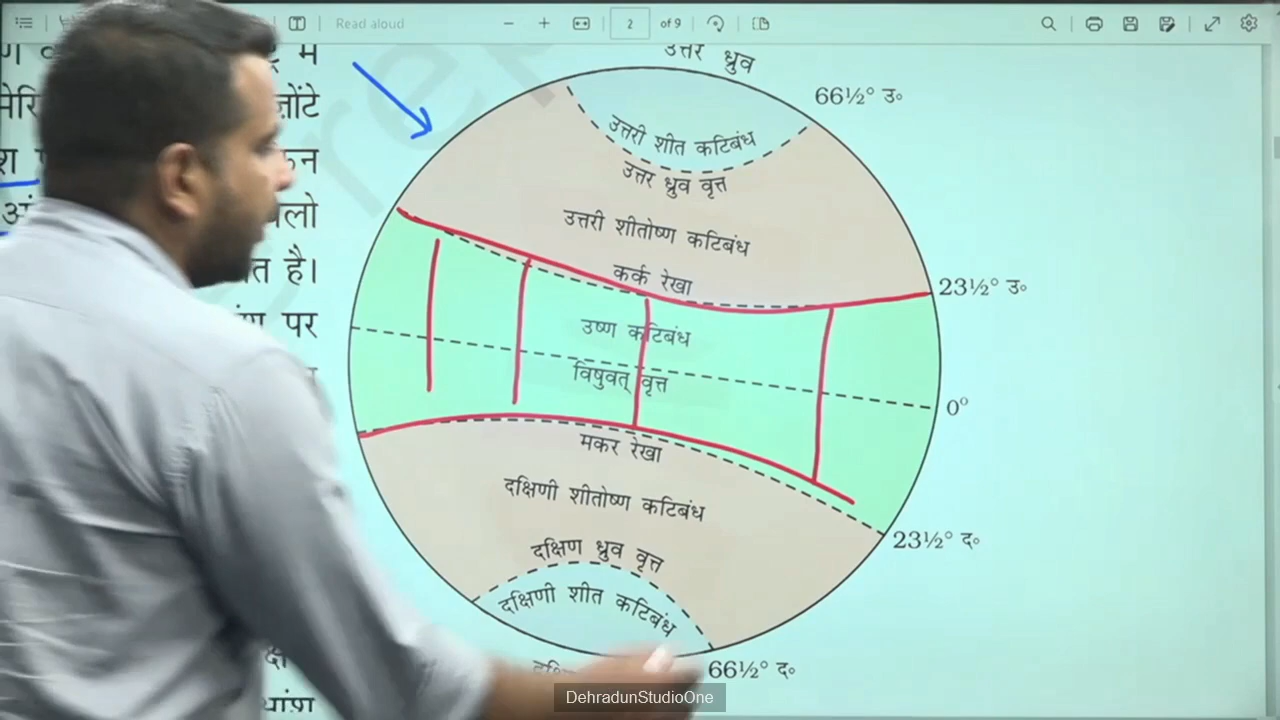 Read aloud
2
of 9
में
उत्तर ध्रुव
66½° उ०
उत्तरी शीत कटिबंध
उत्तर ध्रुव वृत्त
उत्तरी शीतोष्ण कटिबंध
कर्क रेखा
23½° उ०
है।
उष्ण कटिबंध
पर
विषुवत् वृत्त
0°
मकर रेखा
दक्षिणी शीतोष्ण कटिबंध
23½° द०
दक्षिण ध्रुव वृत्त
दक्षिणी शीत कटिबंध
66½° द०
DehradunStudioOne